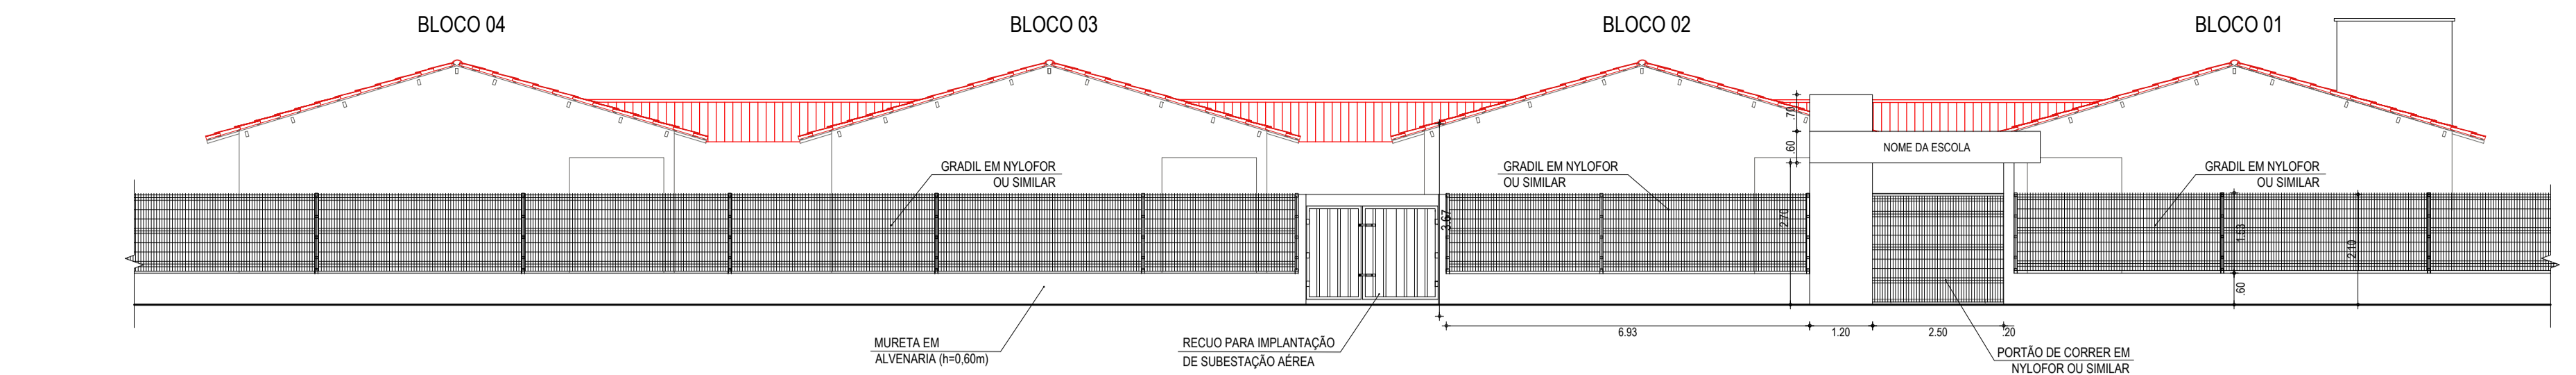 BLOCO 04
BLOCO 03
BLOCO 02
BLOCO 01
.70
.60
NOME DA ESCOLA
GRADIL EM NYLOFOR
OU SIMILAR
GRADIL EM NYLOFOR
OU SIMILAR
GRADIL EM NYLOFOR
OU SIMILAR
3.67
2.70
1.53
2.10
.60
6.93
1.20
2.50
.20
MURETA EM
ALVENARIA (h=0,60m)
RECUO PARA IMPLANTAÇÃO
DE SUBESTAÇÃO AÉREA
PORTÃO DE CORRER EM
NYLOFOR OU SIMILAR